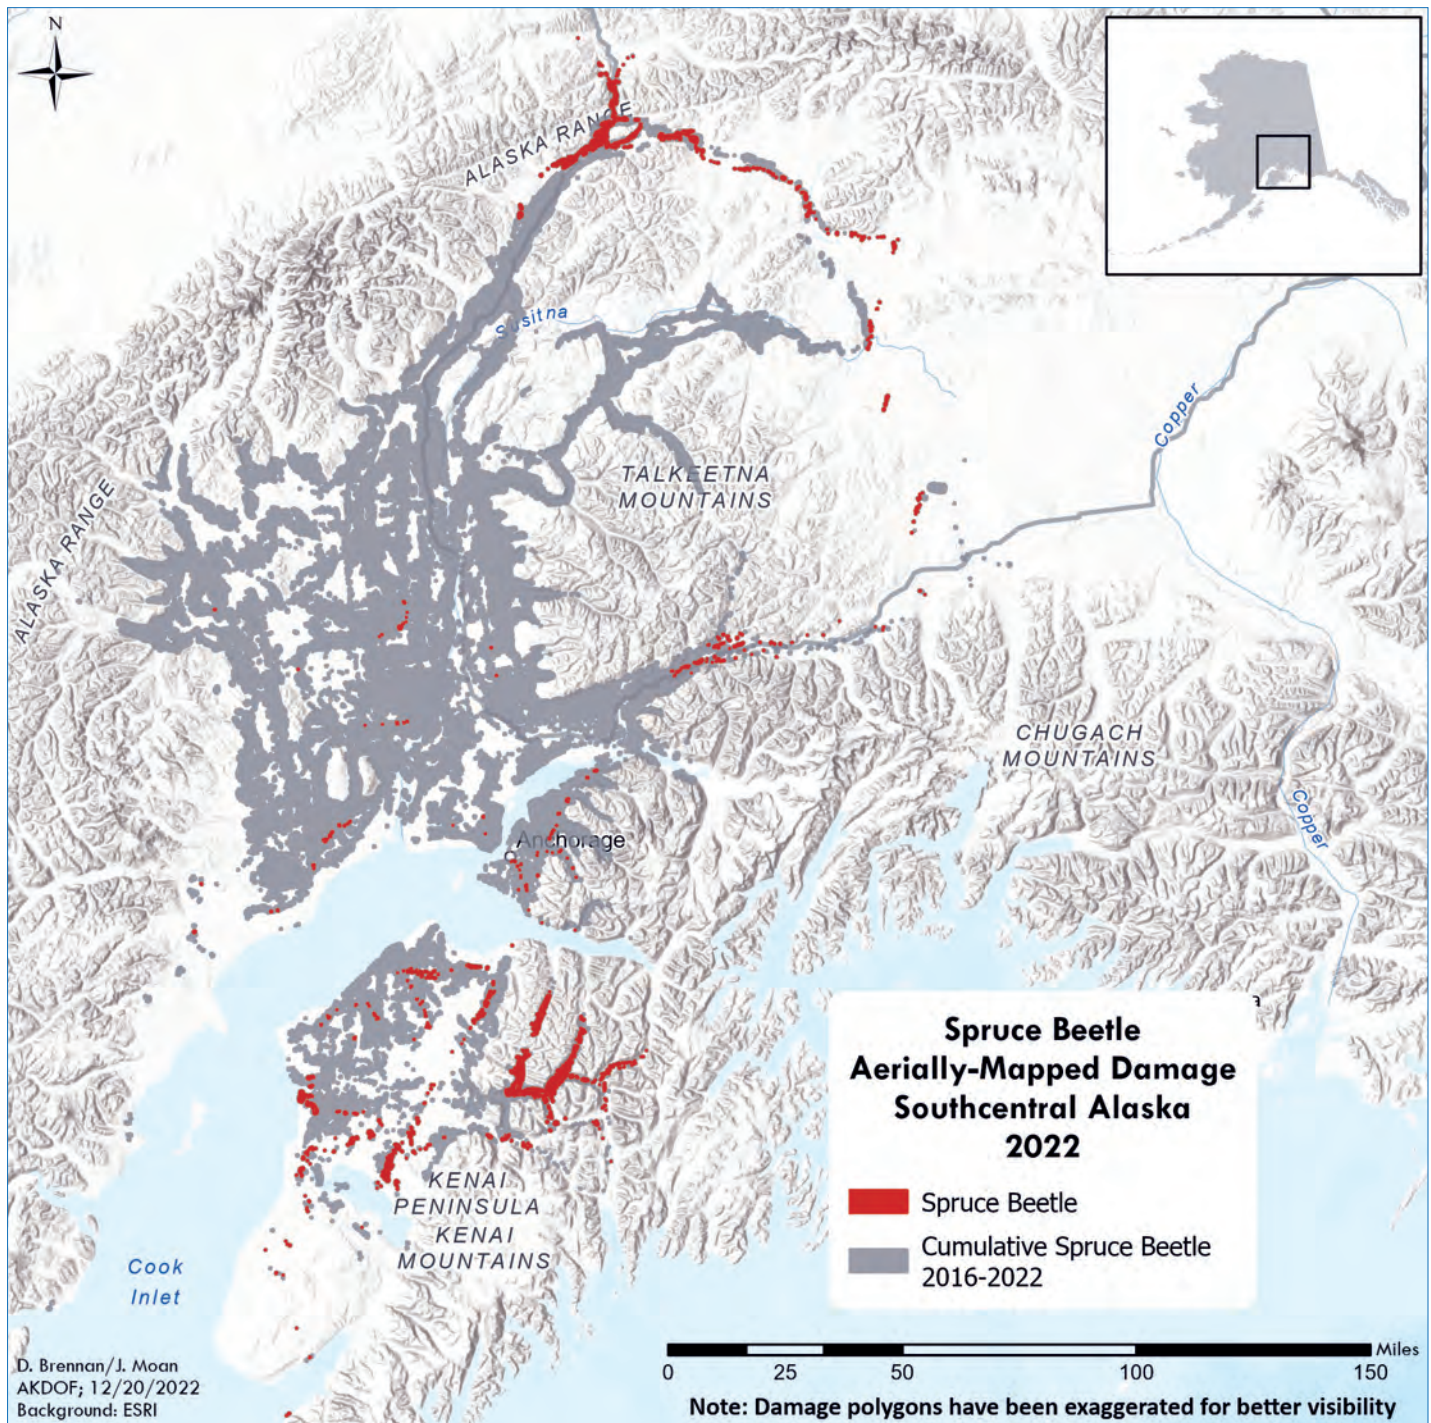 N
ALASKA RANGE
Susitna
Copper
TALKEETNA
MOUNTAINS
ALASKA RANGE
CHUGACH
MOUNTAINS
Copper
Anchorage
a
Spruce Beetle
Aerially-Mapped Damage
Southcentral Alaska
2022
Spruce Beetle
Cumulative Spruce Beetle
2016-2022
KENAI
PENINSULA
KENAI
MOUNTAINS
Cook
Inlet
Miles
0 25 50 100 150
D. Brennan/J. Moan
AKDOF; 12/20/2022
Background: ESRI
Note: Damage polygons have been exaggerated for better visibility